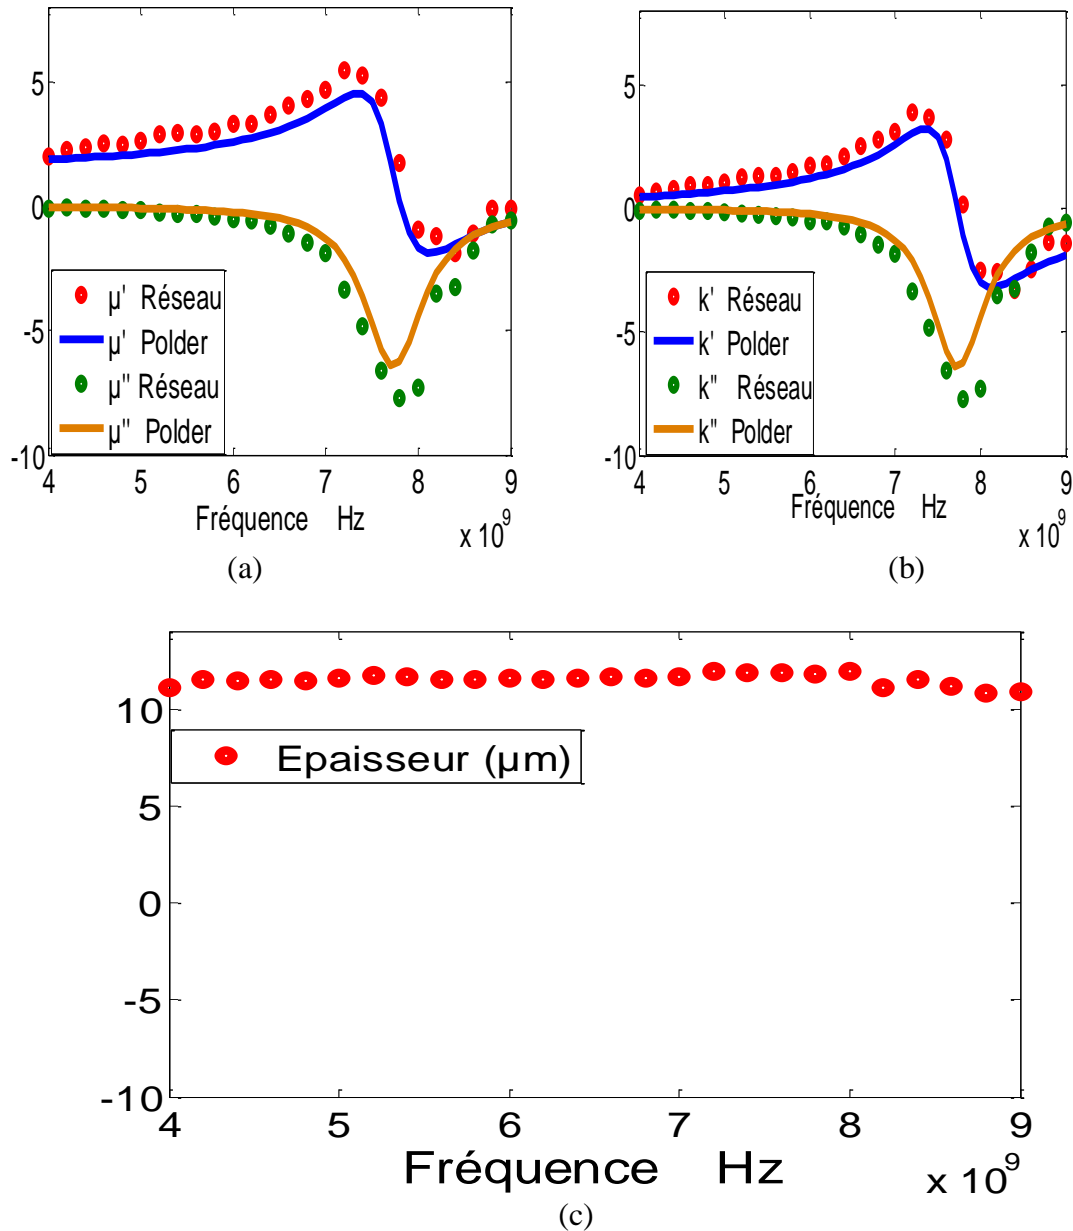 5
0
-5
-10
µ' Réseau
µ' Polder
µ" Réseau
µ" Polder
4 5 6 7 8 9
Fréquence Hz
x 10^9
(a)
5
0
-5
-10
k' Réseau
k' Polder
k" Réseau
k" Polder
4 5 6 7 8 9
Fréquence Hz
x 10^9
(b)
10
5
0
-5
-10
Epaisseur (µm)
4 5 6 7 8 9
Fréquence Hz
x 10^9
(c)